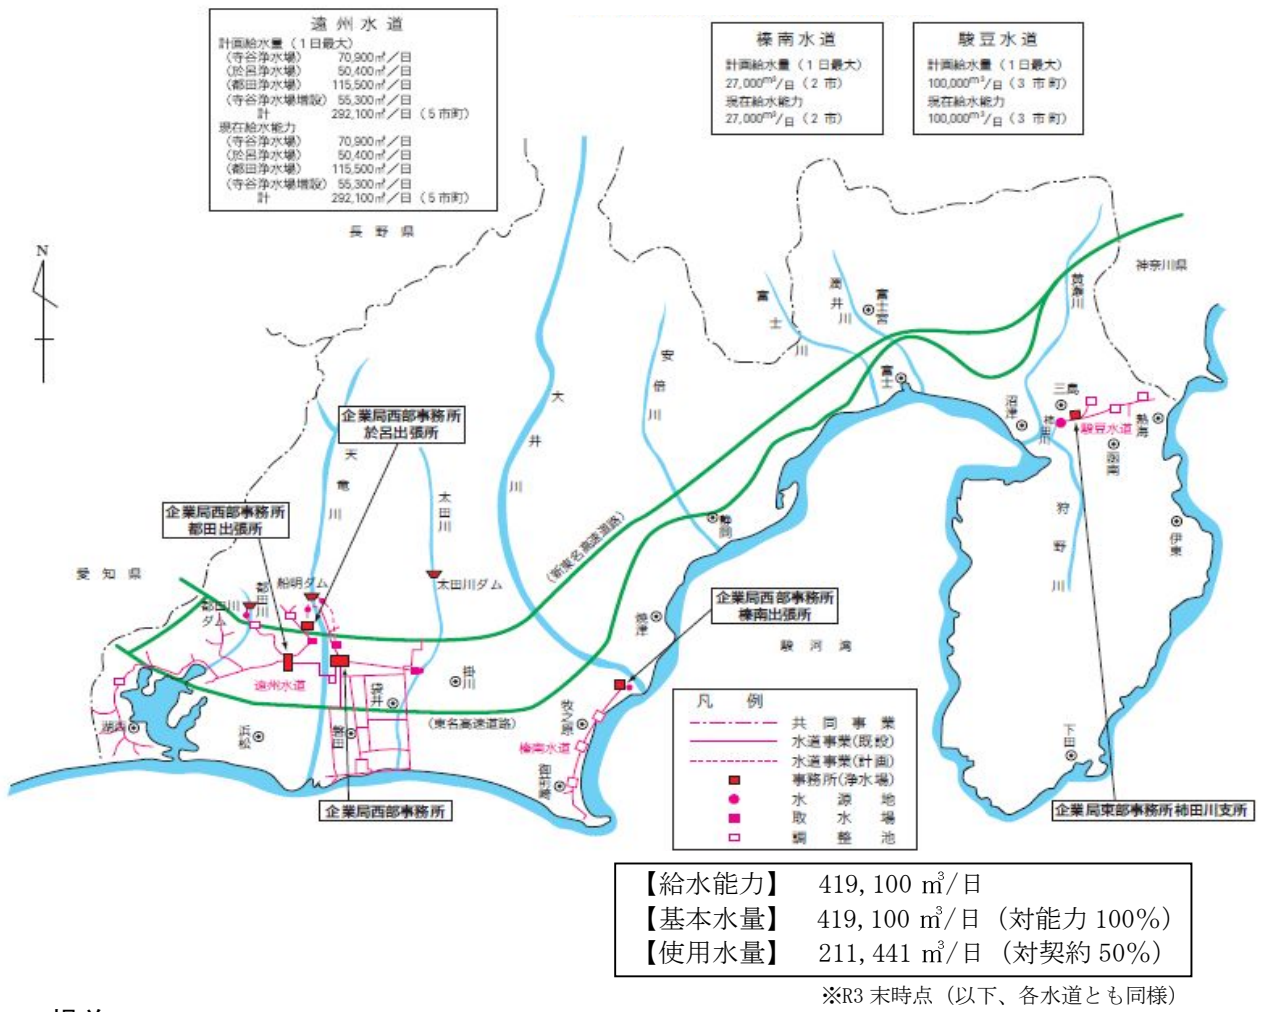 遠州水道
計画給水量（１日最大）
（寺谷浄水場） 70,900㎥／日
（於呂浄水場） 50,400㎥／日
（都田浄水場） 115,500㎥／日
（寺谷浄水場増設） 55,300㎥／日
計 292,100㎥／日（５市町）
現在給水能力
（寺谷浄水場） 70,900㎥／日
（於呂浄水場） 50,400㎥／日
（都田浄水場） 115,500㎥／日
（寺谷浄水場増設） 55,300㎥／日
計 292,100㎥／日（５市町）
榛南水道
計画給水量（１日最大）
27,000m³/日（２市）
現在給水能力
27,000m³/日（２市）
駿豆水道
計画給水量（１日最大）
100,000m³/日（３市町）
現在給水能力
100,000m³/日（３市町）
長野県
N
神奈川県
黄瀬川
富士川
潤井川
富士宮
安倍川
富士
大井川
沼津
三島
柿田川
駿豆水道
熱海
函南
企業局西部事務所
於呂出張所
天竜川
太田川
企業局西部事務所
都田出張所
静岡
狩野川
伊東
（新東名高速道路）
愛知県
船明ダム
太田川ダム
都田川
ダム
都田川
企業局西部事務所
榛南出張所
焼津
駿河湾
遠州水道
掛川
袋井
（東名高速道路）
牧之原
湖西
浜松
磐田
榛南水道
御前崎
下田
企業局西部事務所
企業局東部事務所柿田川支所
凡例
共同事業
水道事業(既設)
水道事業(計画)
事務所(浄水場)
水源地
取水場
調整池
【給水能力】 419,100 ㎥/日
【基本水量】 419,100 ㎥/日（対能力 100%）
【使用水量】 211,441 ㎥/日（対契約 50%）
※R3 末時点（以下、各水道とも同様）